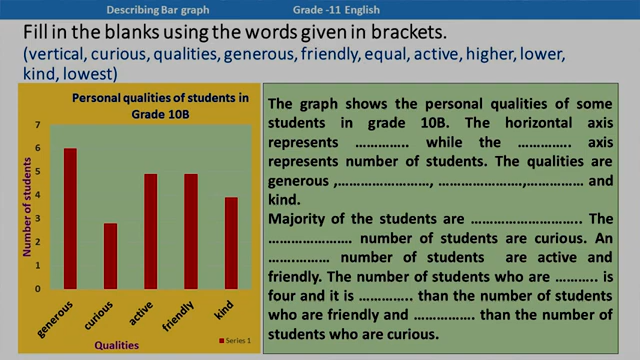 Describing Bar graph Grade -11 English
Fill in the blanks using the words given in brackets.
(vertical, curious, qualities, generous, friendly, equal, active, higher, lower,
kind, lowest)
Personal qualities of students in
Grade 10B
7
6
5
4
3
2
1
0
Number of students
generous
curious
active
friendly
kind
Qualities
Series 1
The graph shows the personal qualities of some
students in grade 10B. The horizontal axis
represents ………….. while the ………….. axis
represents number of students. The qualities are
generous ,……………………, ………………….,…………… and
kind.
Majority of the students are ……………………….. The
…………………. number of students are curious. An
……………. number of students are active and
friendly. The number of students who are ……….. is
four and it is ………….. than the number of students
who are friendly and ……………. than the number of
students who are curious.